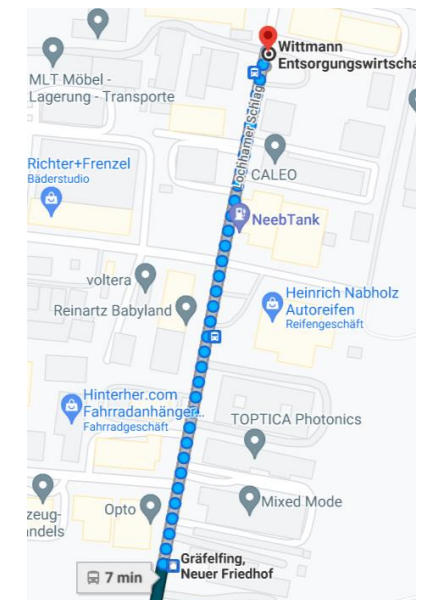 Wittmann
Entsorgungswirtscha
MLT Möbel -
Lagerung - Transporte
Lochhamer Schlag
CALEO
Richter+Frenzel
Bäderstudio
NeebTank
voltera
Heinrich Nabholz
Autoreifen
Reifengeschäft
Reinartz Babyland
Hinterher.com
Fahrradanhänger...
Fahrradgeschäft
TOPTICA Photonics
Mixed Mode
Opto
zeug-
ndels
Gräfelfing,
Neuer Friedhof
7 min